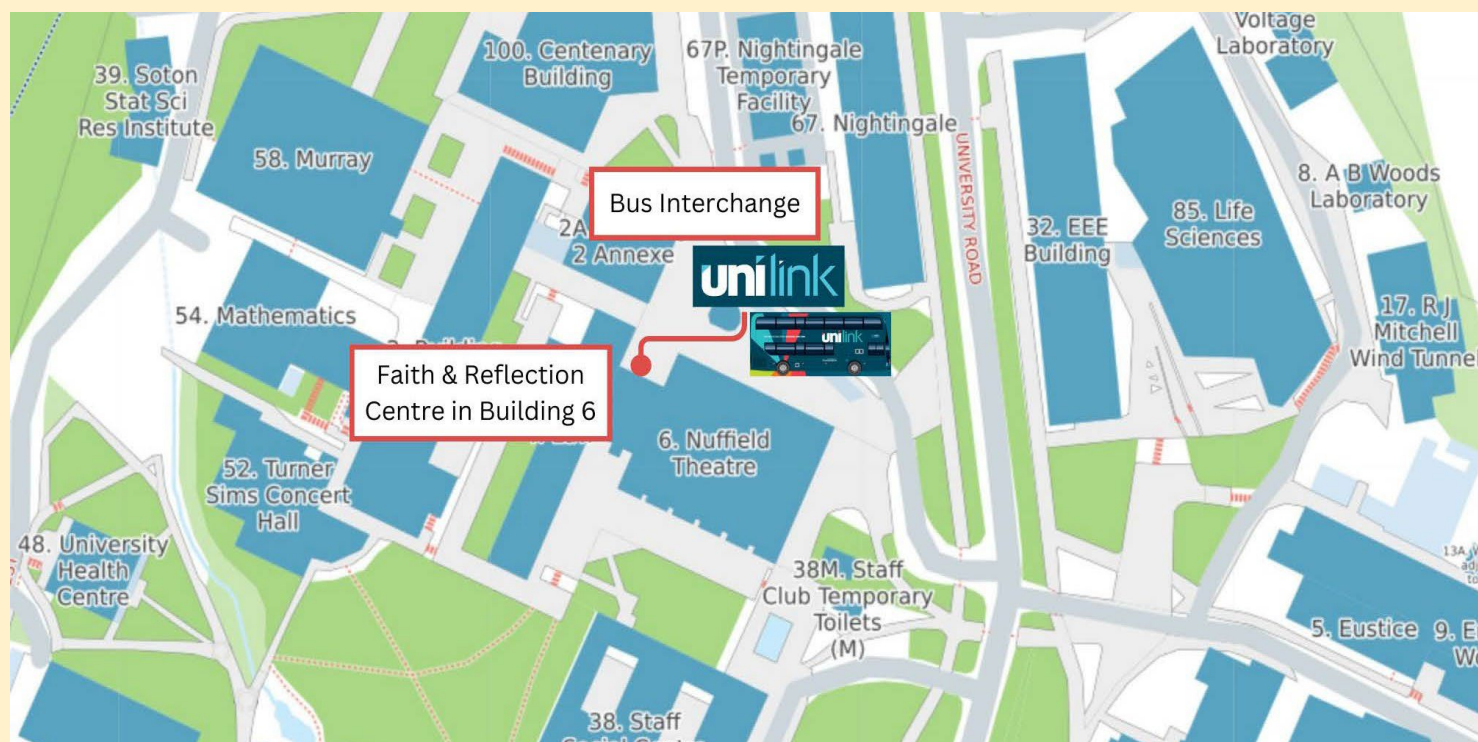 Voltage
Laboratory
39. Soton
Stat Sci
Res Institute
100. Centenary
Building
67P. Nightingale
Temporary
Facility
67. Nightingale
58. Murray
UNIVERSITY ROAD
8. A B Woods
Laboratory
Bus Interchange
2A
2 Annexe
32. EEE
Building
85. Life
Sciences
unilink
54. Mathematics
17. R J
Mitchell
Wind Tunnel
unilink
Faith & Reflection
Centre in Building 6
6. Nuffield
Theatre
52. Turner
Sims Concert
Hall
48. University
Health
Centre
38M. Staff
Club Temporary
Toilets
(M)
5. Eustice
9.
38. Staff